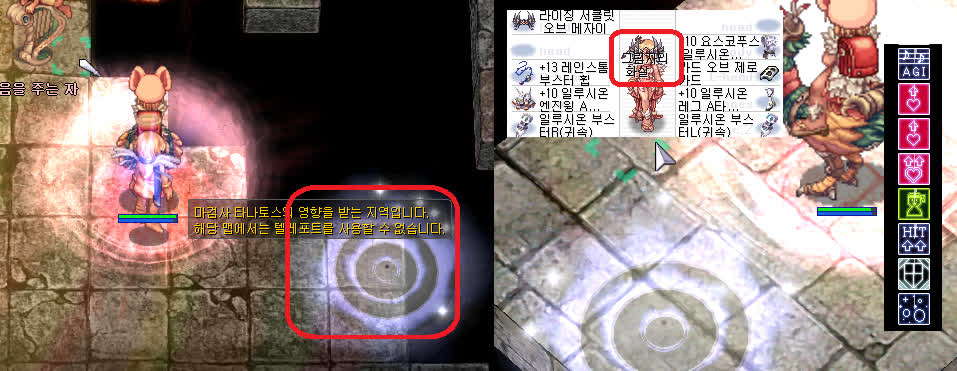 라이징 서블릿
오브 메자이
head
+13 레인스톰
부스터 휩
+10 일루시온
엔진윙 A...
일루시온 부스
터R(귀속)
그림자의
화살
head
+10 요스코푸스
일루시온...
카드 오브 제로
카드
+10 일루시온
레그 A타...
일루시온 부스
터L(귀속)
음을 주는 자
마검사 타나토스의 영향을 받는 지역입니다.
해당 맵에서는 텔레포트를 사용할 수 없습니다.
AGI
HIT